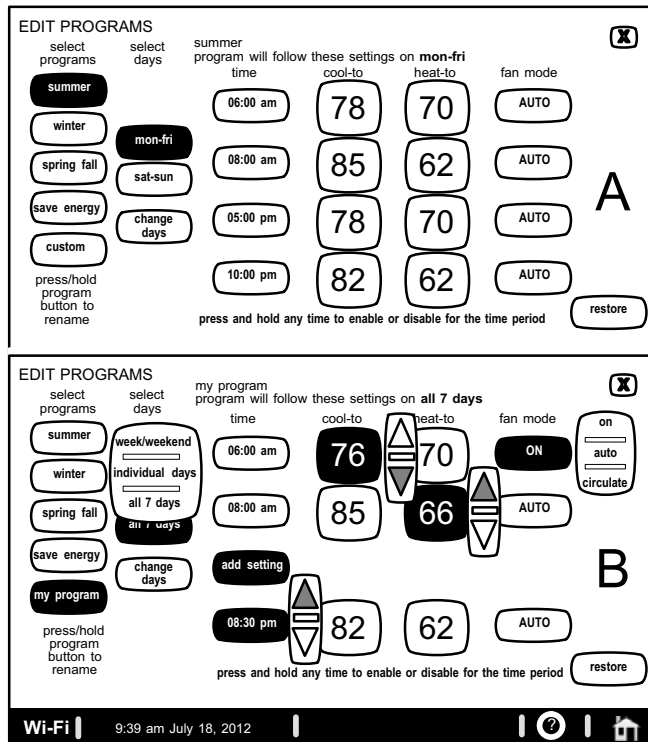 EDIT PROGRAMS
X
select programs
select days
summer
program will follow these settings on mon-fri
time cool-to heat-to fan mode
summer
winter
spring fall
save energy
custom
press/hold
program
button to
rename
mon-fri
sat-sun
change
days
06:00 am 78 70 AUTO
08:00 am 85 62 AUTO
05:00 pm 78 70 AUTO
10:00 pm 82 62 AUTO
A
restore
press and hold any time to enable or disable for the time period
EDIT PROGRAMS
X
select programs
select days
my program
program will follow these settings on all 7 days
time cool-to heat-to fan mode
summer
winter
spring fall
save energy
my program
press/hold
program
button to
rename
week/weekend
individual days
all 7 days
all 7 days
change
days
06:00 am 76 70 ON
on
auto
circulate
08:00 am 85 66 AUTO
add setting
08:30 pm 82 62 AUTO
B
restore
press and hold any time to enable or disable for the time period
Wi-Fi 9:39 am July 18, 2012 ?